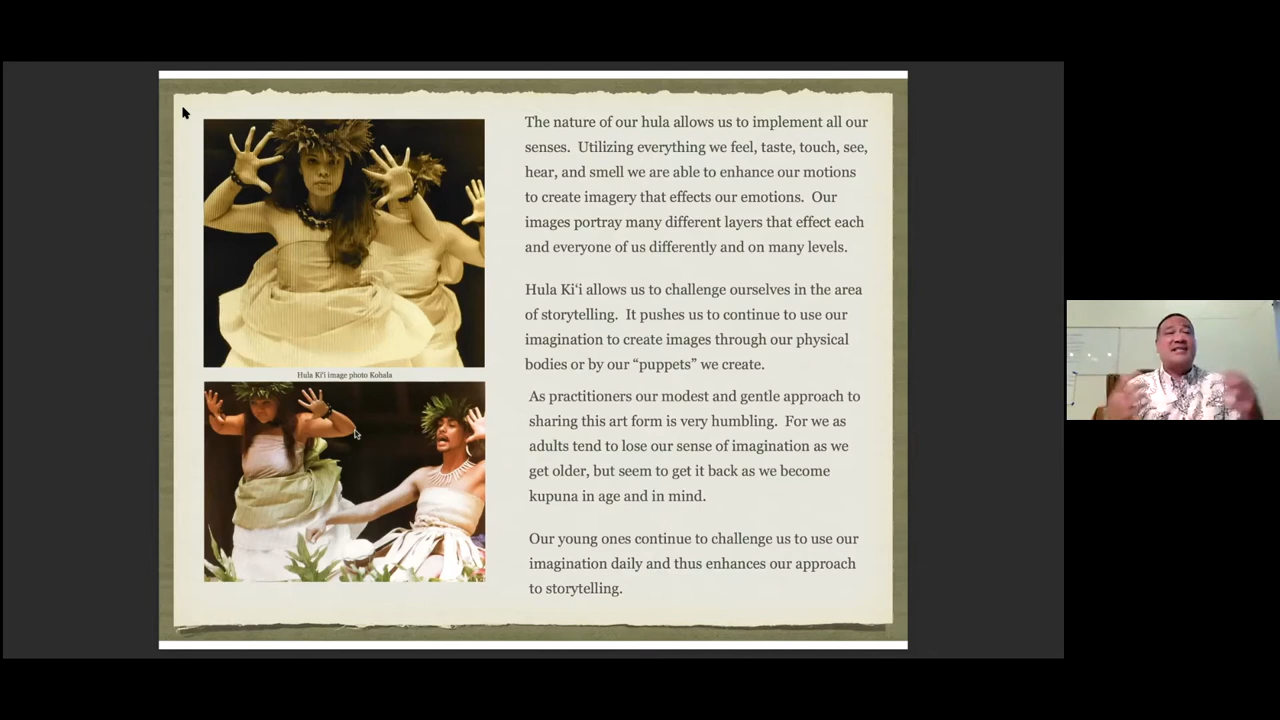 The nature of our hula allows us to implement all our
senses.  Utilizing everything we feel, taste, touch, see,
hear, and smell we are able to enhance our motions
to create imagery that effects our emotions.  Our
images portray many different layers that effect each
and everyone of us differently and on many levels.
Hula Ki‘i allows us to challenge ourselves in the area
of storytelling.  It pushes us to continue to use our
imagination to create images through our physical
bodies or by our “puppets” we create.
As practitioners our modest and gentle approach to
sharing this art form is very humbling.  For we as
adults tend to lose our sense of imagination as we
get older, but seem to get it back as we become
kupuna in age and in mind.
Our young ones continue to challenge us to use our
imagination daily and thus enhances our approach
to storytelling.
Hula Ki'i image photo Kohala